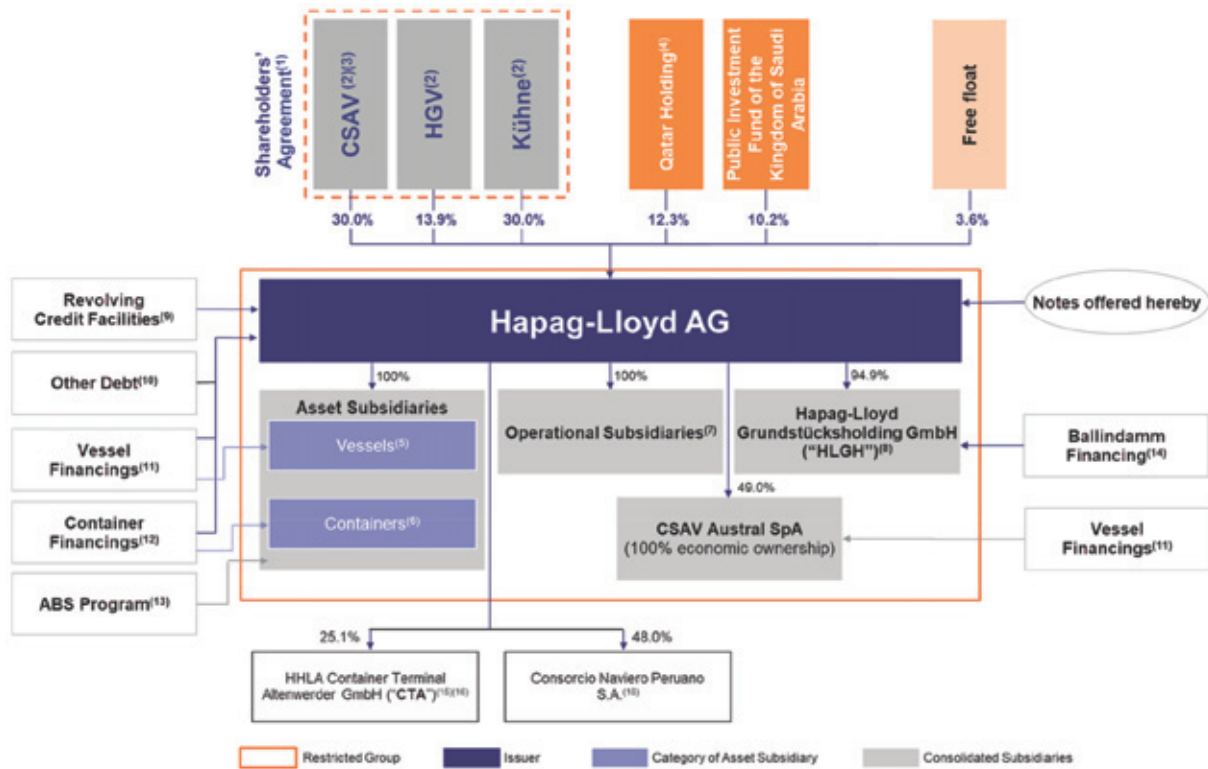 Shareholders'
Agreement(1)
CSAV (2)(3)
HGV(2)
Kühne(2)
Qatar Holding(4)
Public Investment
Fund of the
Kingdom of Saudi
Arabia
Free float
30.0%
13.9%
30.0%
12.3%
10.2%
3.6%
Revolving
Credit Facilities(9)
Hapag-Lloyd AG
Notes offered hereby
Other Debt(10)
100%
100%
94.9%
Asset Subsidiaries
Vessels(5)
Operational Subsidiaries(7)
Hapag-Lloyd
Grundstücksholding GmbH
("HLGH")(8)
Ballindamm
Financing(14)
Vessel
Financings(11)
49.0%
Containers(6)
CSAV Austral SpA
(100% economic ownership)
Container
Financings(12)
Vessel
Financings(11)
ABS Program(13)
25.1%
48.0%
HHLA Container Terminal
Altenwerder GmbH ("CTA")(15)(16)
Consorcio Naviero Peruano
S.A.
Restricted Group
Issuer
Category of Asset Subsidiary
Consolidated Subsidiaries